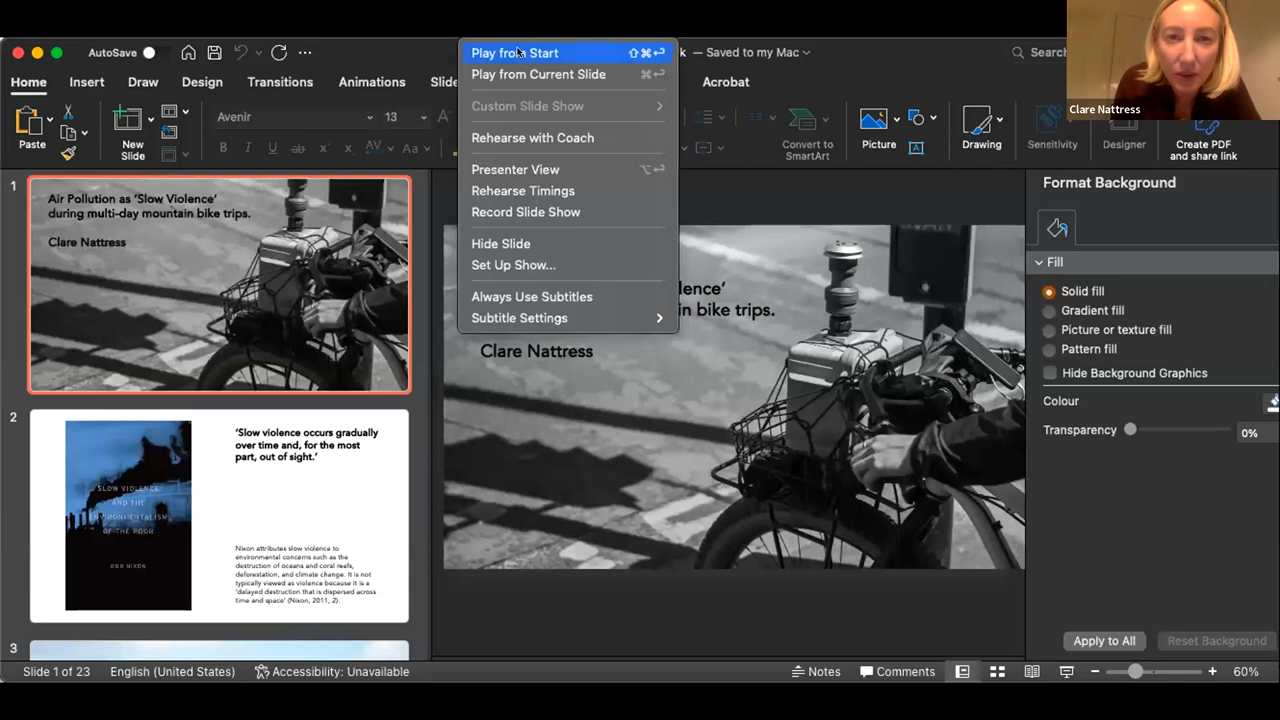 AutoSave
k — Saved to my Mac
Search
Home
Insert
Draw
Design
Transitions
Animations
Acrobat
Paste
New
Slide
Avenir
13
Convert to
SmartArt
Picture
Drawing
Sensitivity
Designer
Create PDF
and share link
Clare Nattress
Play from Start
Play from Current Slide
Custom Slide Show
Rehearse with Coach
Presenter View
Rehearse Timings
Record Slide Show
Hide Slide
Set Up Show...
Always Use Subtitles
Subtitle Settings
1
Air Pollution as ‘Slow Violence’
during multi-day mountain bike trips.
Clare Nattress
2
SLOW VIOLENCE
AND THE
ENVIRONMENTALISM
OF THE POOR
ROB NIXON
‘Slow violence occurs gradually
over time and, for the most
part, out of sight.’
Nixon attributes slow violence to
environmental concerns such as the
destruction of oceans and coral reefs,
deforestation, and climate change. It is not
typically viewed as violence because it is a
‘delayed destruction that is dispersed across
time and space’ (Nixon, 2011, 2).
3
lence’
in bike trips.
Clare Nattress
Format Background
Fill
Solid fill
Gradient fill
Picture or texture fill
Pattern fill
Hide Background Graphics
Colour
Transparency
0%
Apply to All
Reset Background
Slide 1 of 23
English (United States)
Accessibility: Unavailable
Notes
Comments
60%